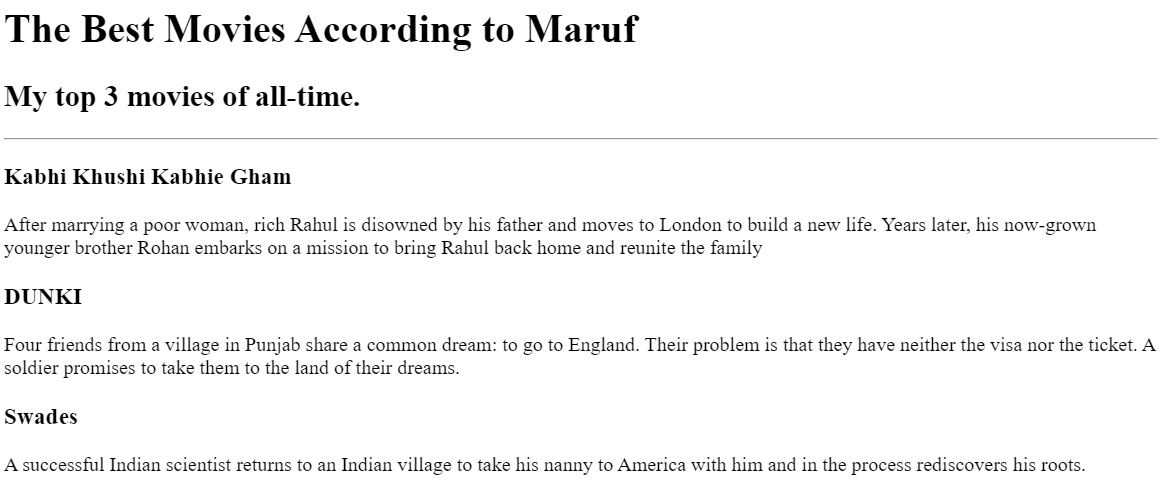 The Best Movies According to Maruf
My top 3 movies of all-time.
Kabhi Khushi Kabhie Gham
After marrying a poor woman, rich Rahul is disowned by his father and moves to London to build a new life. Years later, his now-grown
younger brother Rohan embarks on a mission to bring Rahul back home and reunite the family
DUNKI
Four friends from a village in Punjab share a common dream: to go to England. Their problem is that they have neither the visa nor the ticket. A
soldier promises to take them to the land of their dreams.
Swades
A successful Indian scientist returns to an Indian village to take his nanny to America with him and in the process rediscovers his roots.